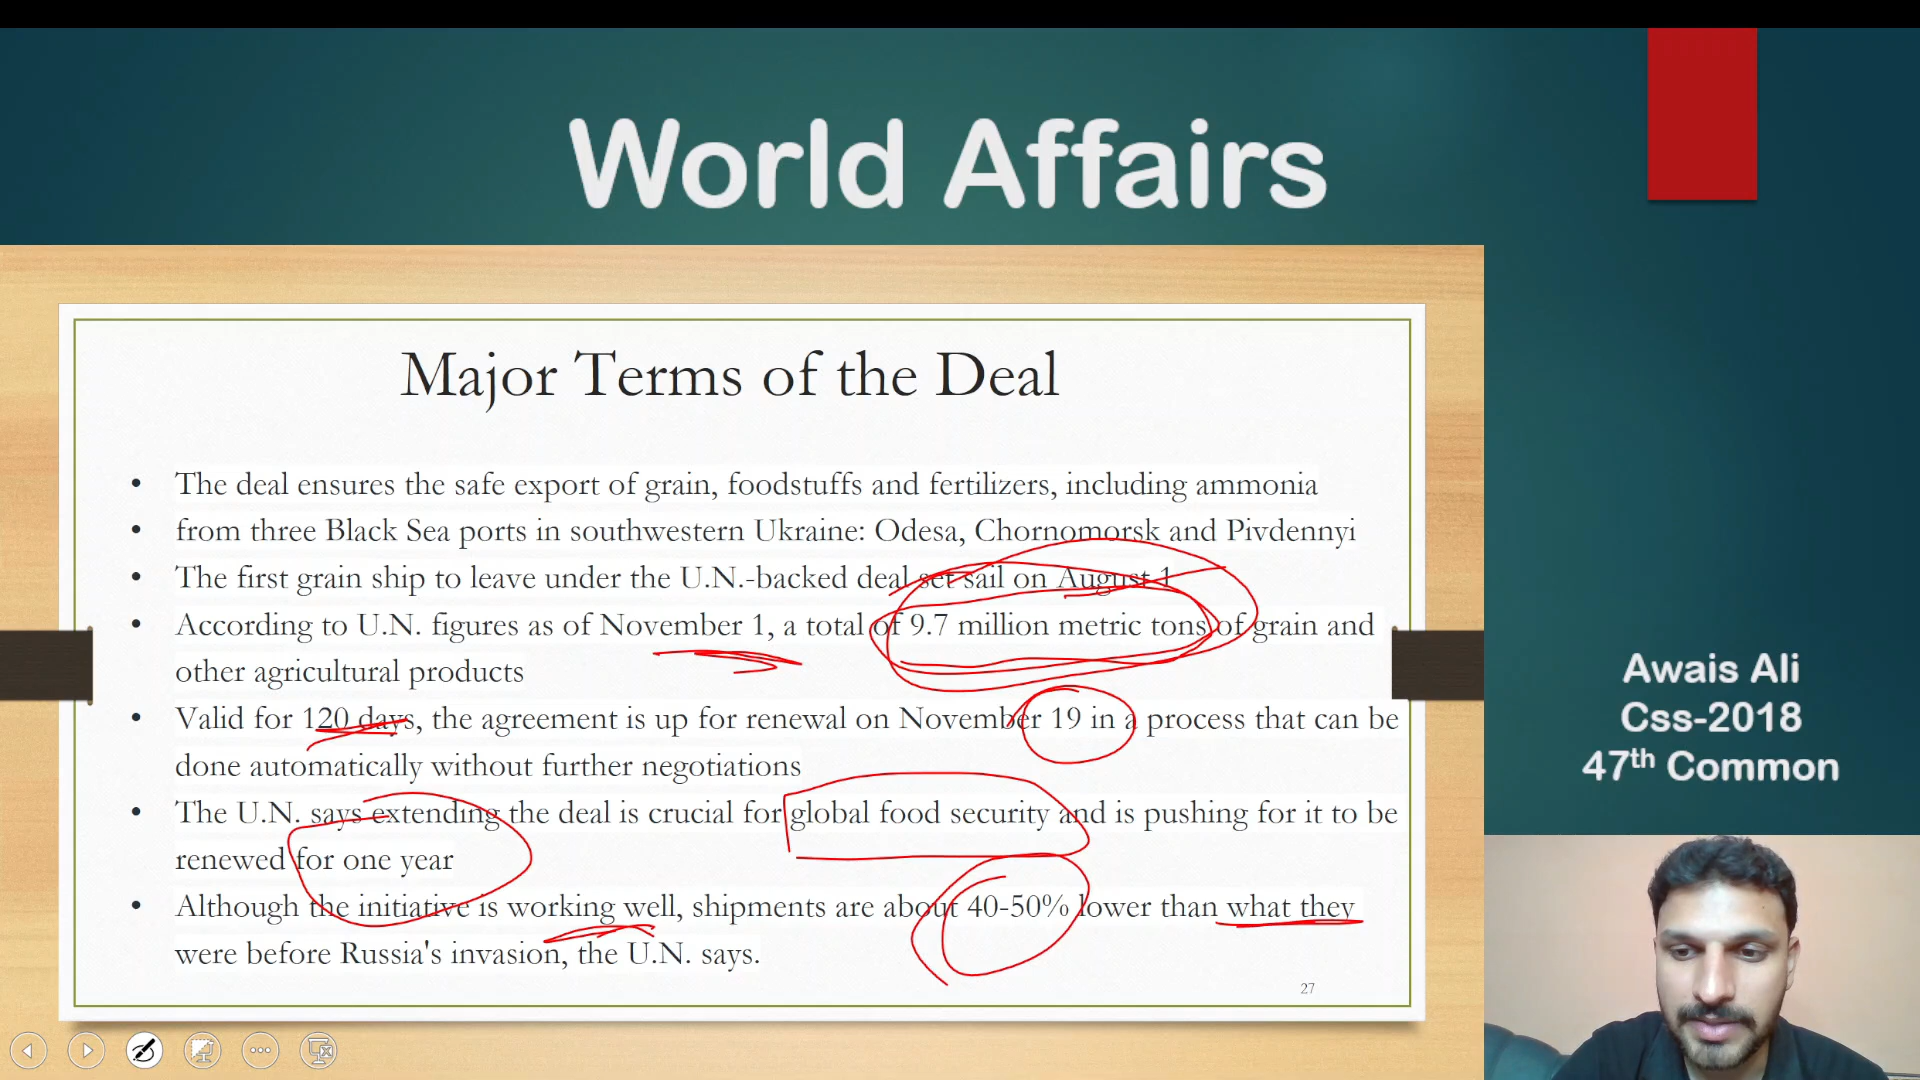 World Affairs
Major Terms of the Deal
• The deal ensures the safe export of grain, foodstuffs and fertilizers, including ammonia
• from three Black Sea ports in southwestern Ukraine: Odesa, Chornomorsk and Pivdennyi
• The first grain ship to leave under the U.N.-backed deal set sail on August 1
• According to U.N. figures as of November 1, a total of 9.7 million metric tons of grain and
other agricultural products
• Valid for 120 days, the agreement is up for renewal on November 19 in a process that can be
done automatically without further negotiations
• The U.N. says extending the deal is crucial for global food security and is pushing for it to be
renewed for one year
• Although the initiative is working well, shipments are about 40-50% lower than what they
were before Russia's invasion, the U.N. says.
27
Awais Ali
Css-2018
47th Common